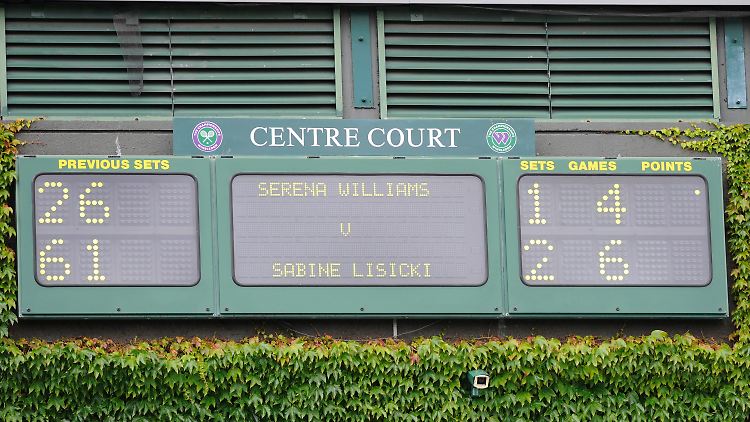 CENTRE COURT
PREVIOUS SETS
SETS GAMES POINTS
26
SERENA WILLIAMS
1 4
V
61
SABINE LISICKI
2 6